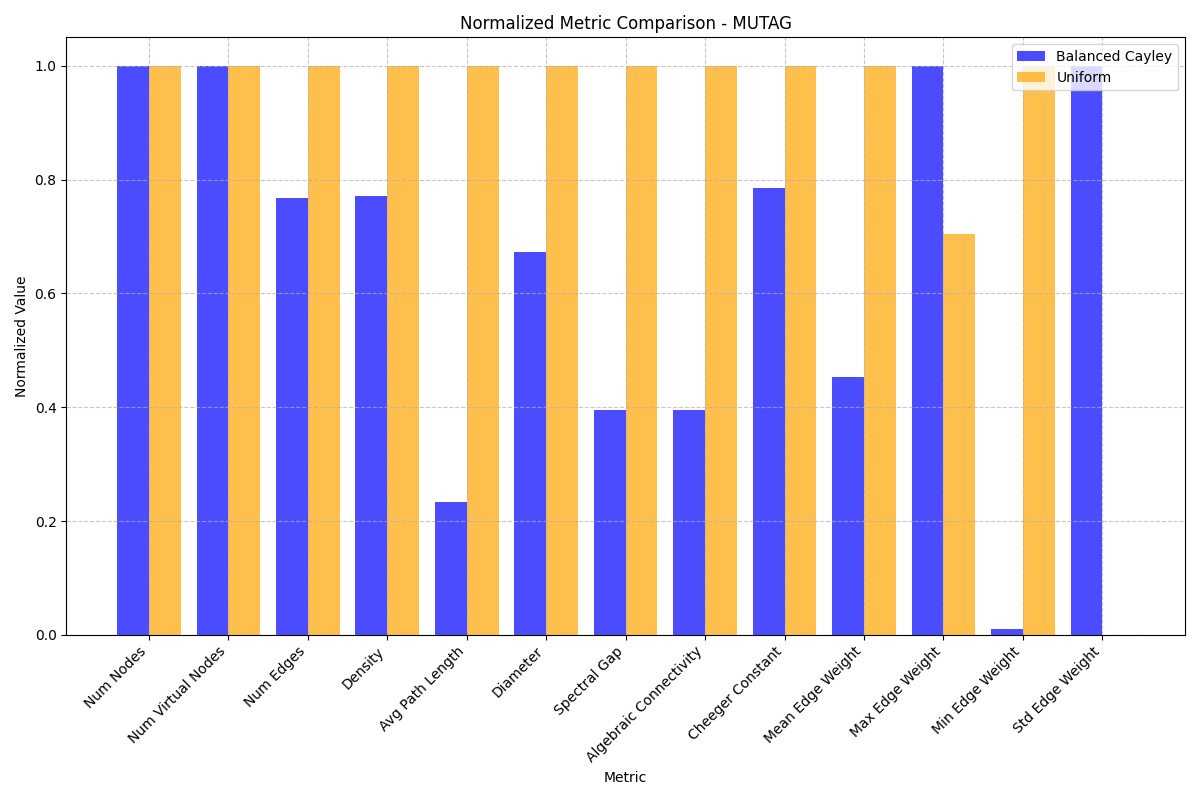 Normalized Metric Comparison - MUTAG
Balanced Cayley
Uniform
Normalized Value
1.0
0.8
0.6
0.4
0.2
0.0
Num Nodes
Num Virtual Nodes
Num Edges
Density
Avg Path Length
Diameter
Spectral Gap
Algebraic Connectivity
Cheeger Constant
Mean Edge Weight
Max Edge Weight
Min Edge Weight
Std Edge Weight
Metric